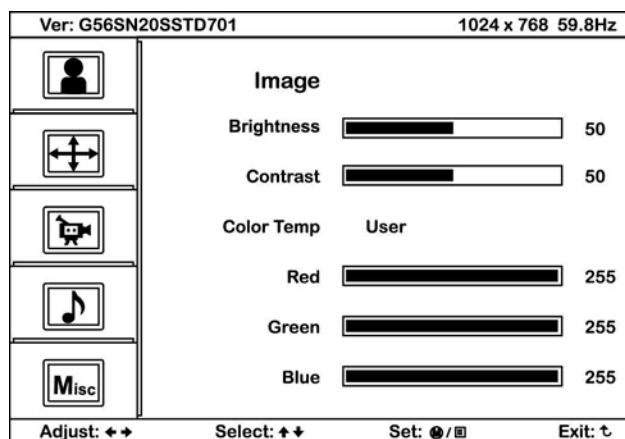 Ver: G56SN20SSTD701 1024 x 768 59.8Hz
Image
Brightness 50
Contrast 50
Color Temp User
Red 255
Green 255
Blue 255
Misc
Adjust: ←→ Select: ↑↓ Set: Ⓜ/▣ Exit: ↺